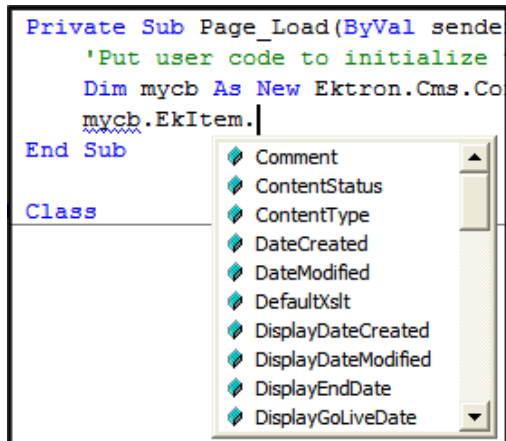 Private Sub Page_Load(ByVal sende
'Put user code to initialize
Dim mycb As New Ektron.Cms.Co
mycb.EkItem.
End Sub
Class
Comment
ContentStatus
ContentType
DateCreated
DateModified
DefaultXslt
DisplayDateCreated
DisplayDateModified
DisplayEndDate
DisplayGoLiveDate